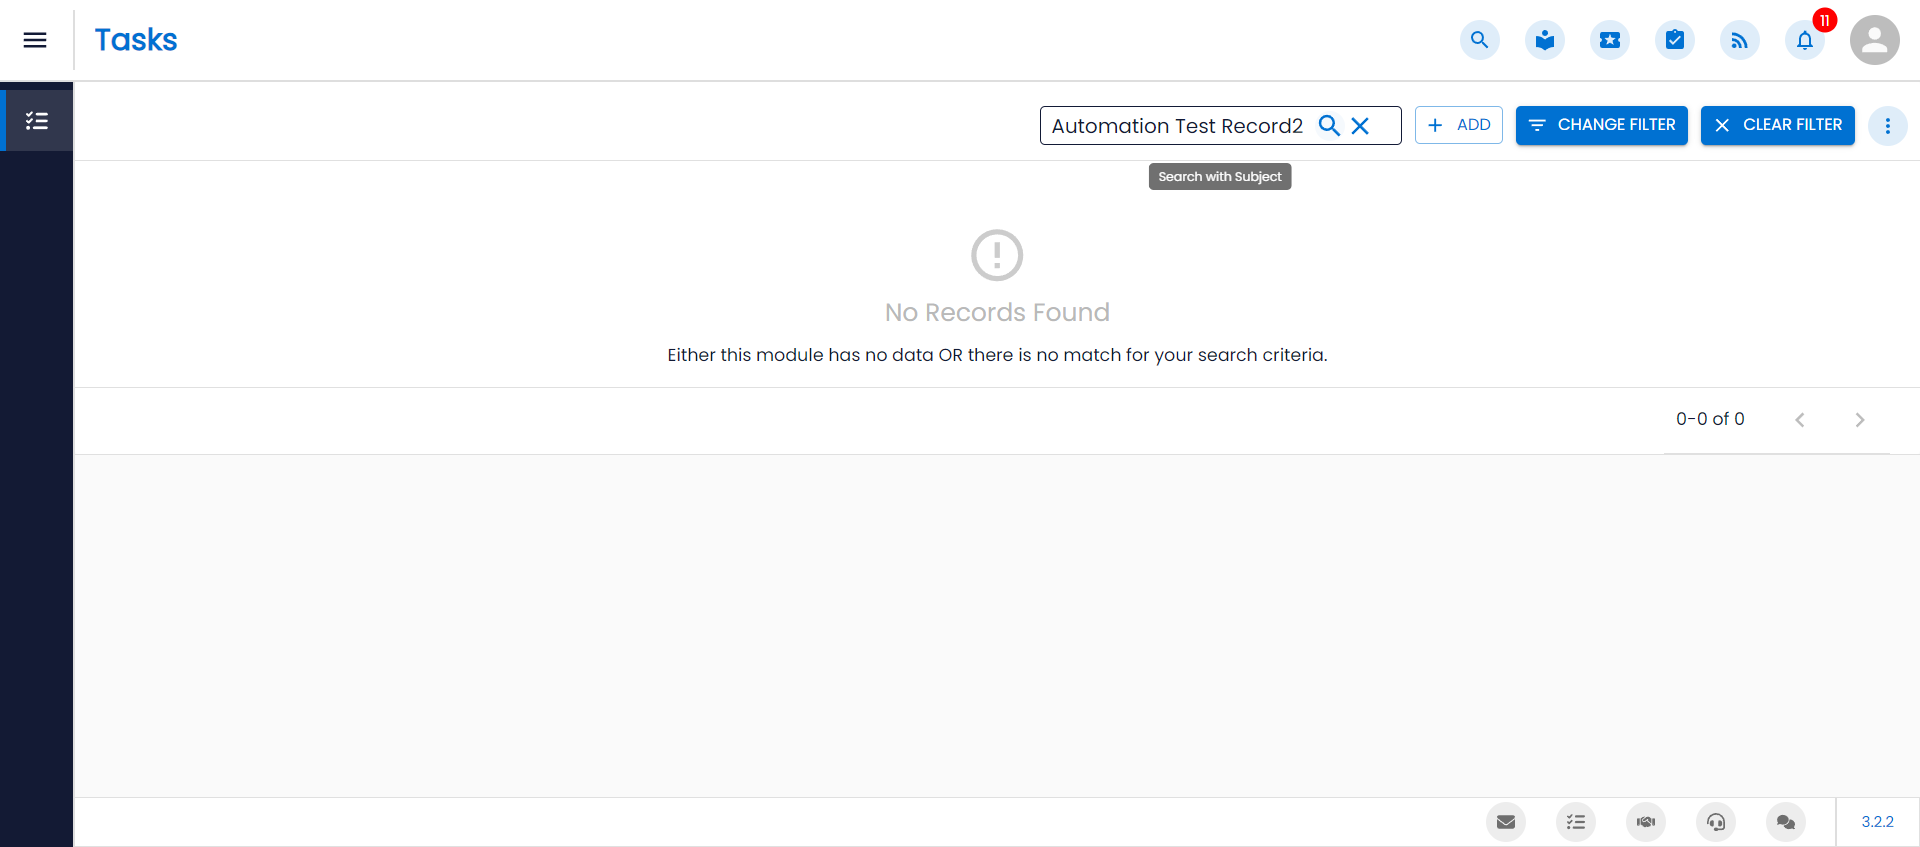 Tasks
11
Automation Test Record2
ADD
CHANGE FILTER
CLEAR FILTER
Search with Subject
No Records Found
Either this module has no data OR there is no match for your search criteria.
0-0 of 0
3.2.2